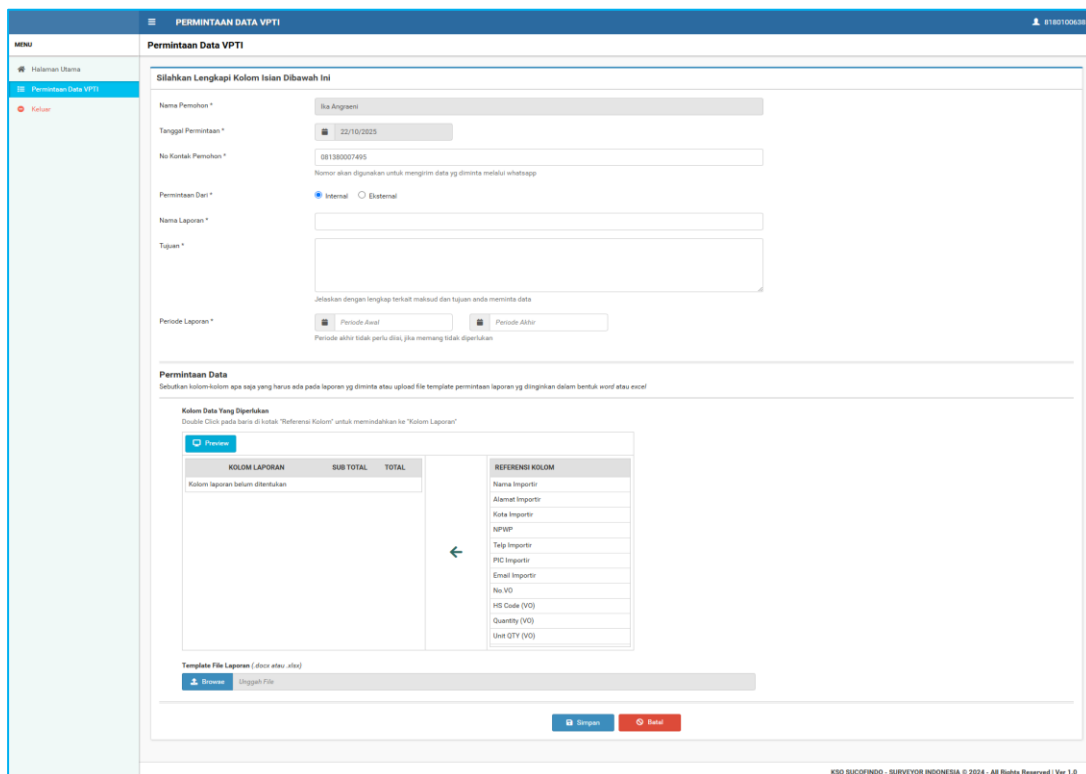 PERMINTAAN DATA VPTI
8180100638
MENU
Permintaan Data VPTI
Halaman Utama
Permintaan Data VPTI
Keluar
Silahkan Lengkapi Kolom Isian Dibawah Ini
Nama Pemohon *
Ika Angraeni
Tanggal Permintaan *
22/10/2025
No Kontak Pemohon *
081380007495
Nomor akan digunakan untuk mengirim data yg diminta melalui whatsapp
Permintaan Dari *
Internal Eksternal
Nama Laporan *
Tujuan *
Jelaskan dengan lengkap terkait maksud dan tujuan anda meminta data
Periode Laporan *
Periode Awal Periode Akhir
Periode akhir tidak perlu diisi, jika memang tidak diperlukan
Permintaan Data
Sebutkan kolom-kolom apa saja yang harus ada pada laporan yg diminta atau upload file template permintaan laporan yg diinginkan dalam bentuk word atau excel
Kolom Data Yang Diperlukan
Double Click pada baris di kotak "Referensi Kolom" untuk memindahkan ke "Kolom Laporan"
Preview
KOLOM LAPORAN SUB TOTAL TOTAL
Kolom laporan belum ditentukan
REFERENSI KOLOM
Nama Importir
Alamat Importir
Kota Importir
NPWP
Telp Importir
PIC Importir
Email Importir
No.VO
HS Code (VO)
Quantity (VO)
Unit QTY (VO)
Template File Laporan (.docx atau .xlsx)
Browse Unggah File
Simpan Batal
KSO SUCOFINDO - SURVEYOR INDONESIA © 2024 - All Rights Reserved | Ver 1.0